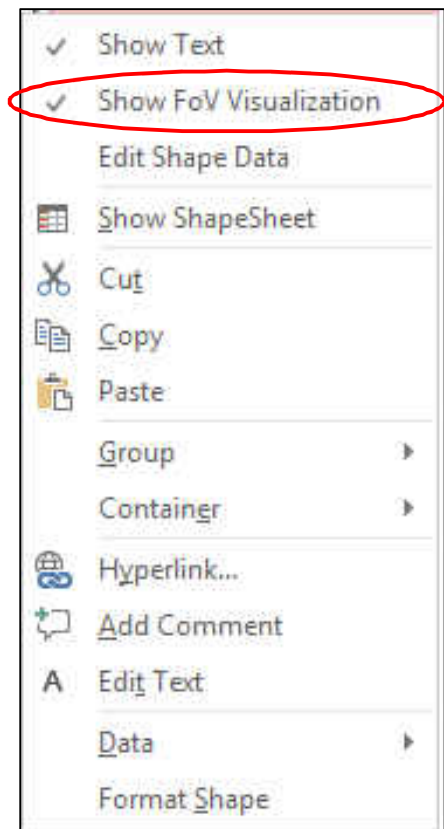 Show Text
Show FoV Visualization
Edit Shape Data
Show ShapeSheet
Cut
Copy
Paste
Group
Container
Hyperlink...
Add Comment
A Edit Text
Data
Format Shape